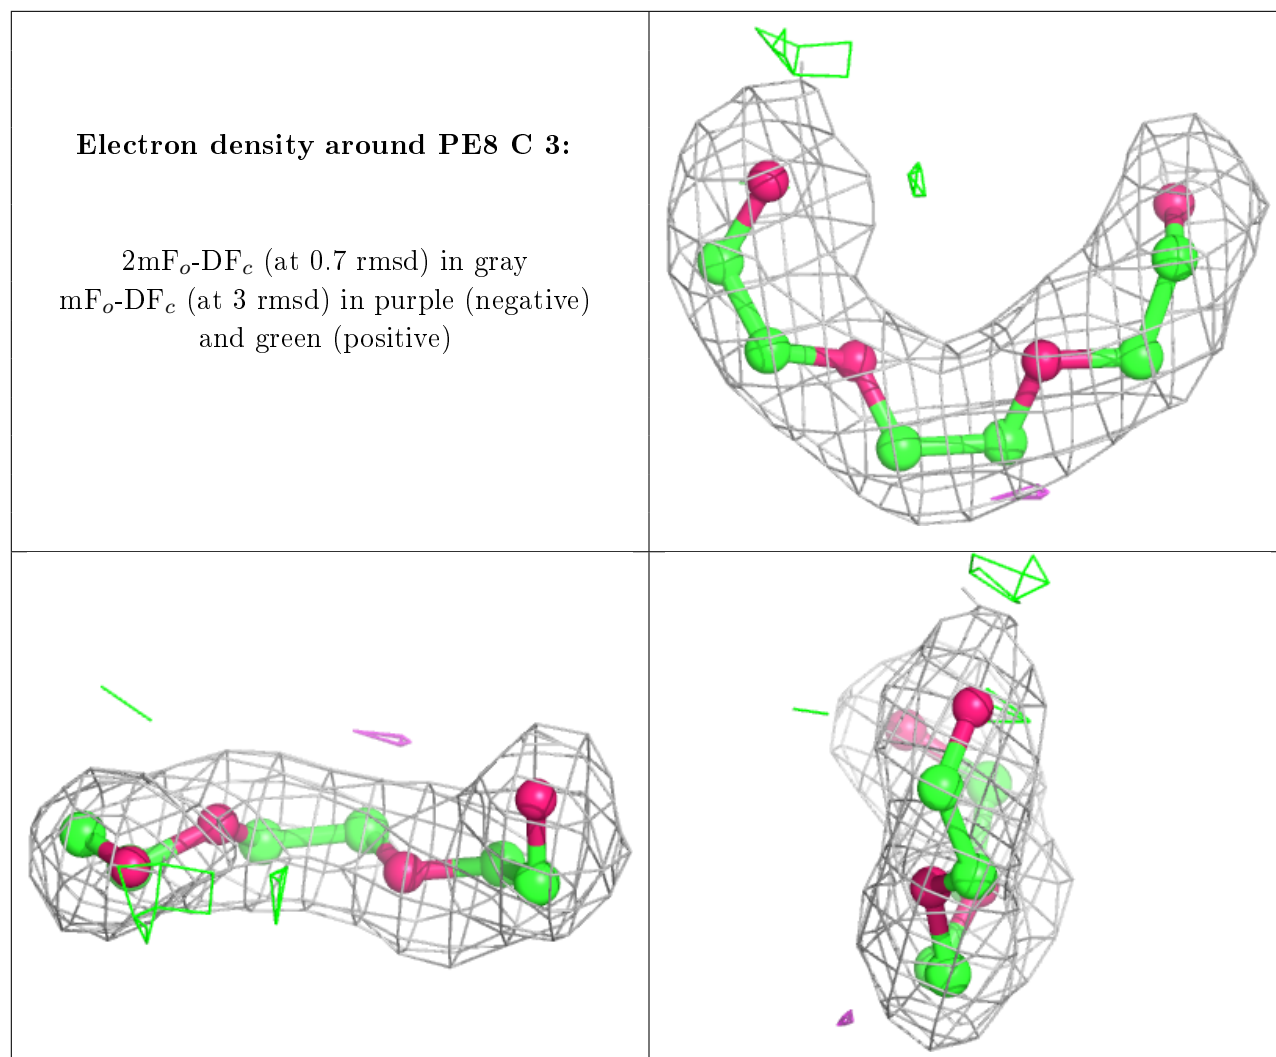 Electron density around PE8 C 3:
2mFₒ-DF𝒸 (at 0.7 rmsd) in gray
mFₒ-DF𝒸 (at 3 rmsd) in purple (negative)
and green (positive)